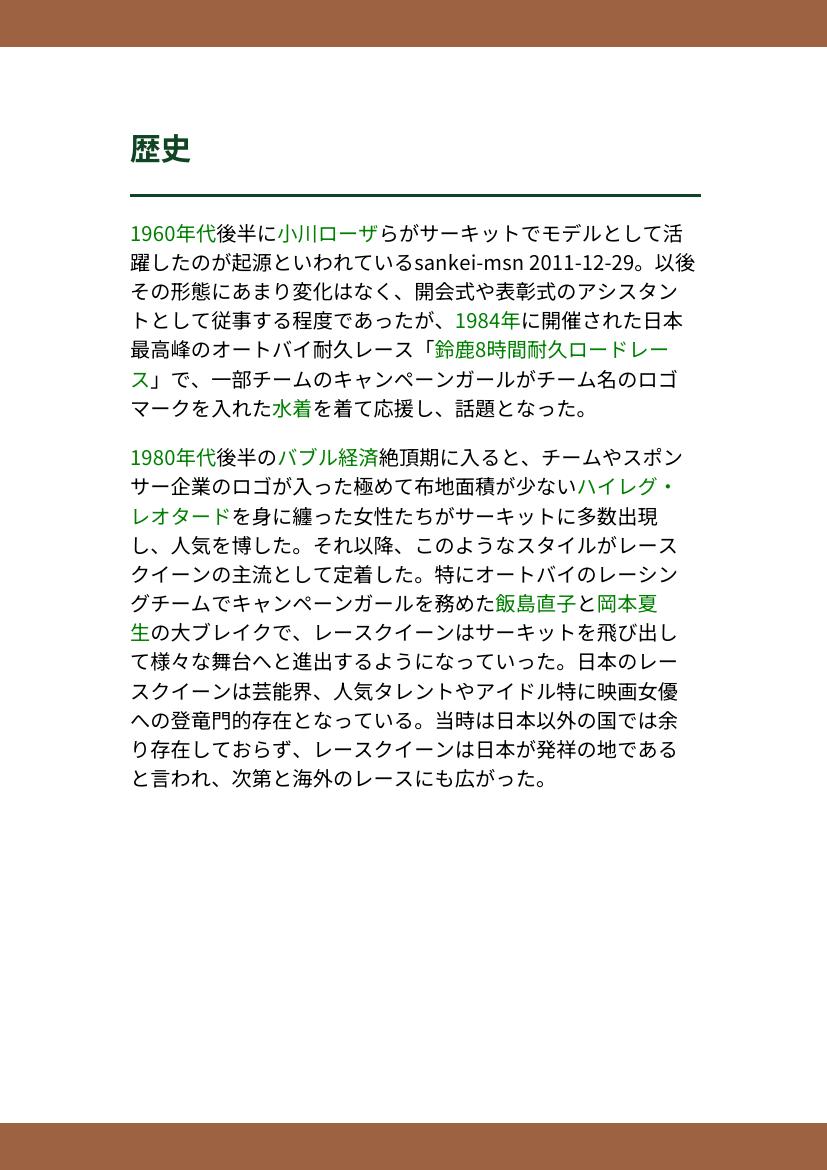 歴史
1960年代後半に小川ローザらがサーキットでモデルとして活
躍したのが起源といわれているsankei-msn 2011-12-29。以後
その形態にあまり変化はなく、開会式や表彰式のアシスタン
トとして従事する程度であったが、1984年に開催された日本
最高峰のオートバイ耐久レース「鈴鹿8時間耐久ロードレー
ス」で、一部チームのキャンペーンガールがチーム名のロゴ
マークを入れた水着を着て応援し、話題となった。
1980年代後半のバブル経済絶頂期に入ると、チームやスポン
サー企業のロゴが入った極めて布地面積が少ないハイレグ・
レオタードを身に纏った女性たちがサーキットに多数出現
し、人気を博した。それ以降、このようなスタイルがレース
クイーンの主流として定着した。特にオートバイのレーシン
グチームでキャンペーンガールを務めた飯島直子と岡本夏
生の大ブレイクで、レースクイーンはサーキットを飛び出し
て様々な舞台へと進出するようになっていった。日本のレー
スクイーンは芸能界、人気タレントやアイドル特に映画女優
への登竜門的存在となっている。当時は日本以外の国では余
り存在しておらず、レースクイーンは日本が発祥の地である
と言われ、次第と海外のレースにも広がった。